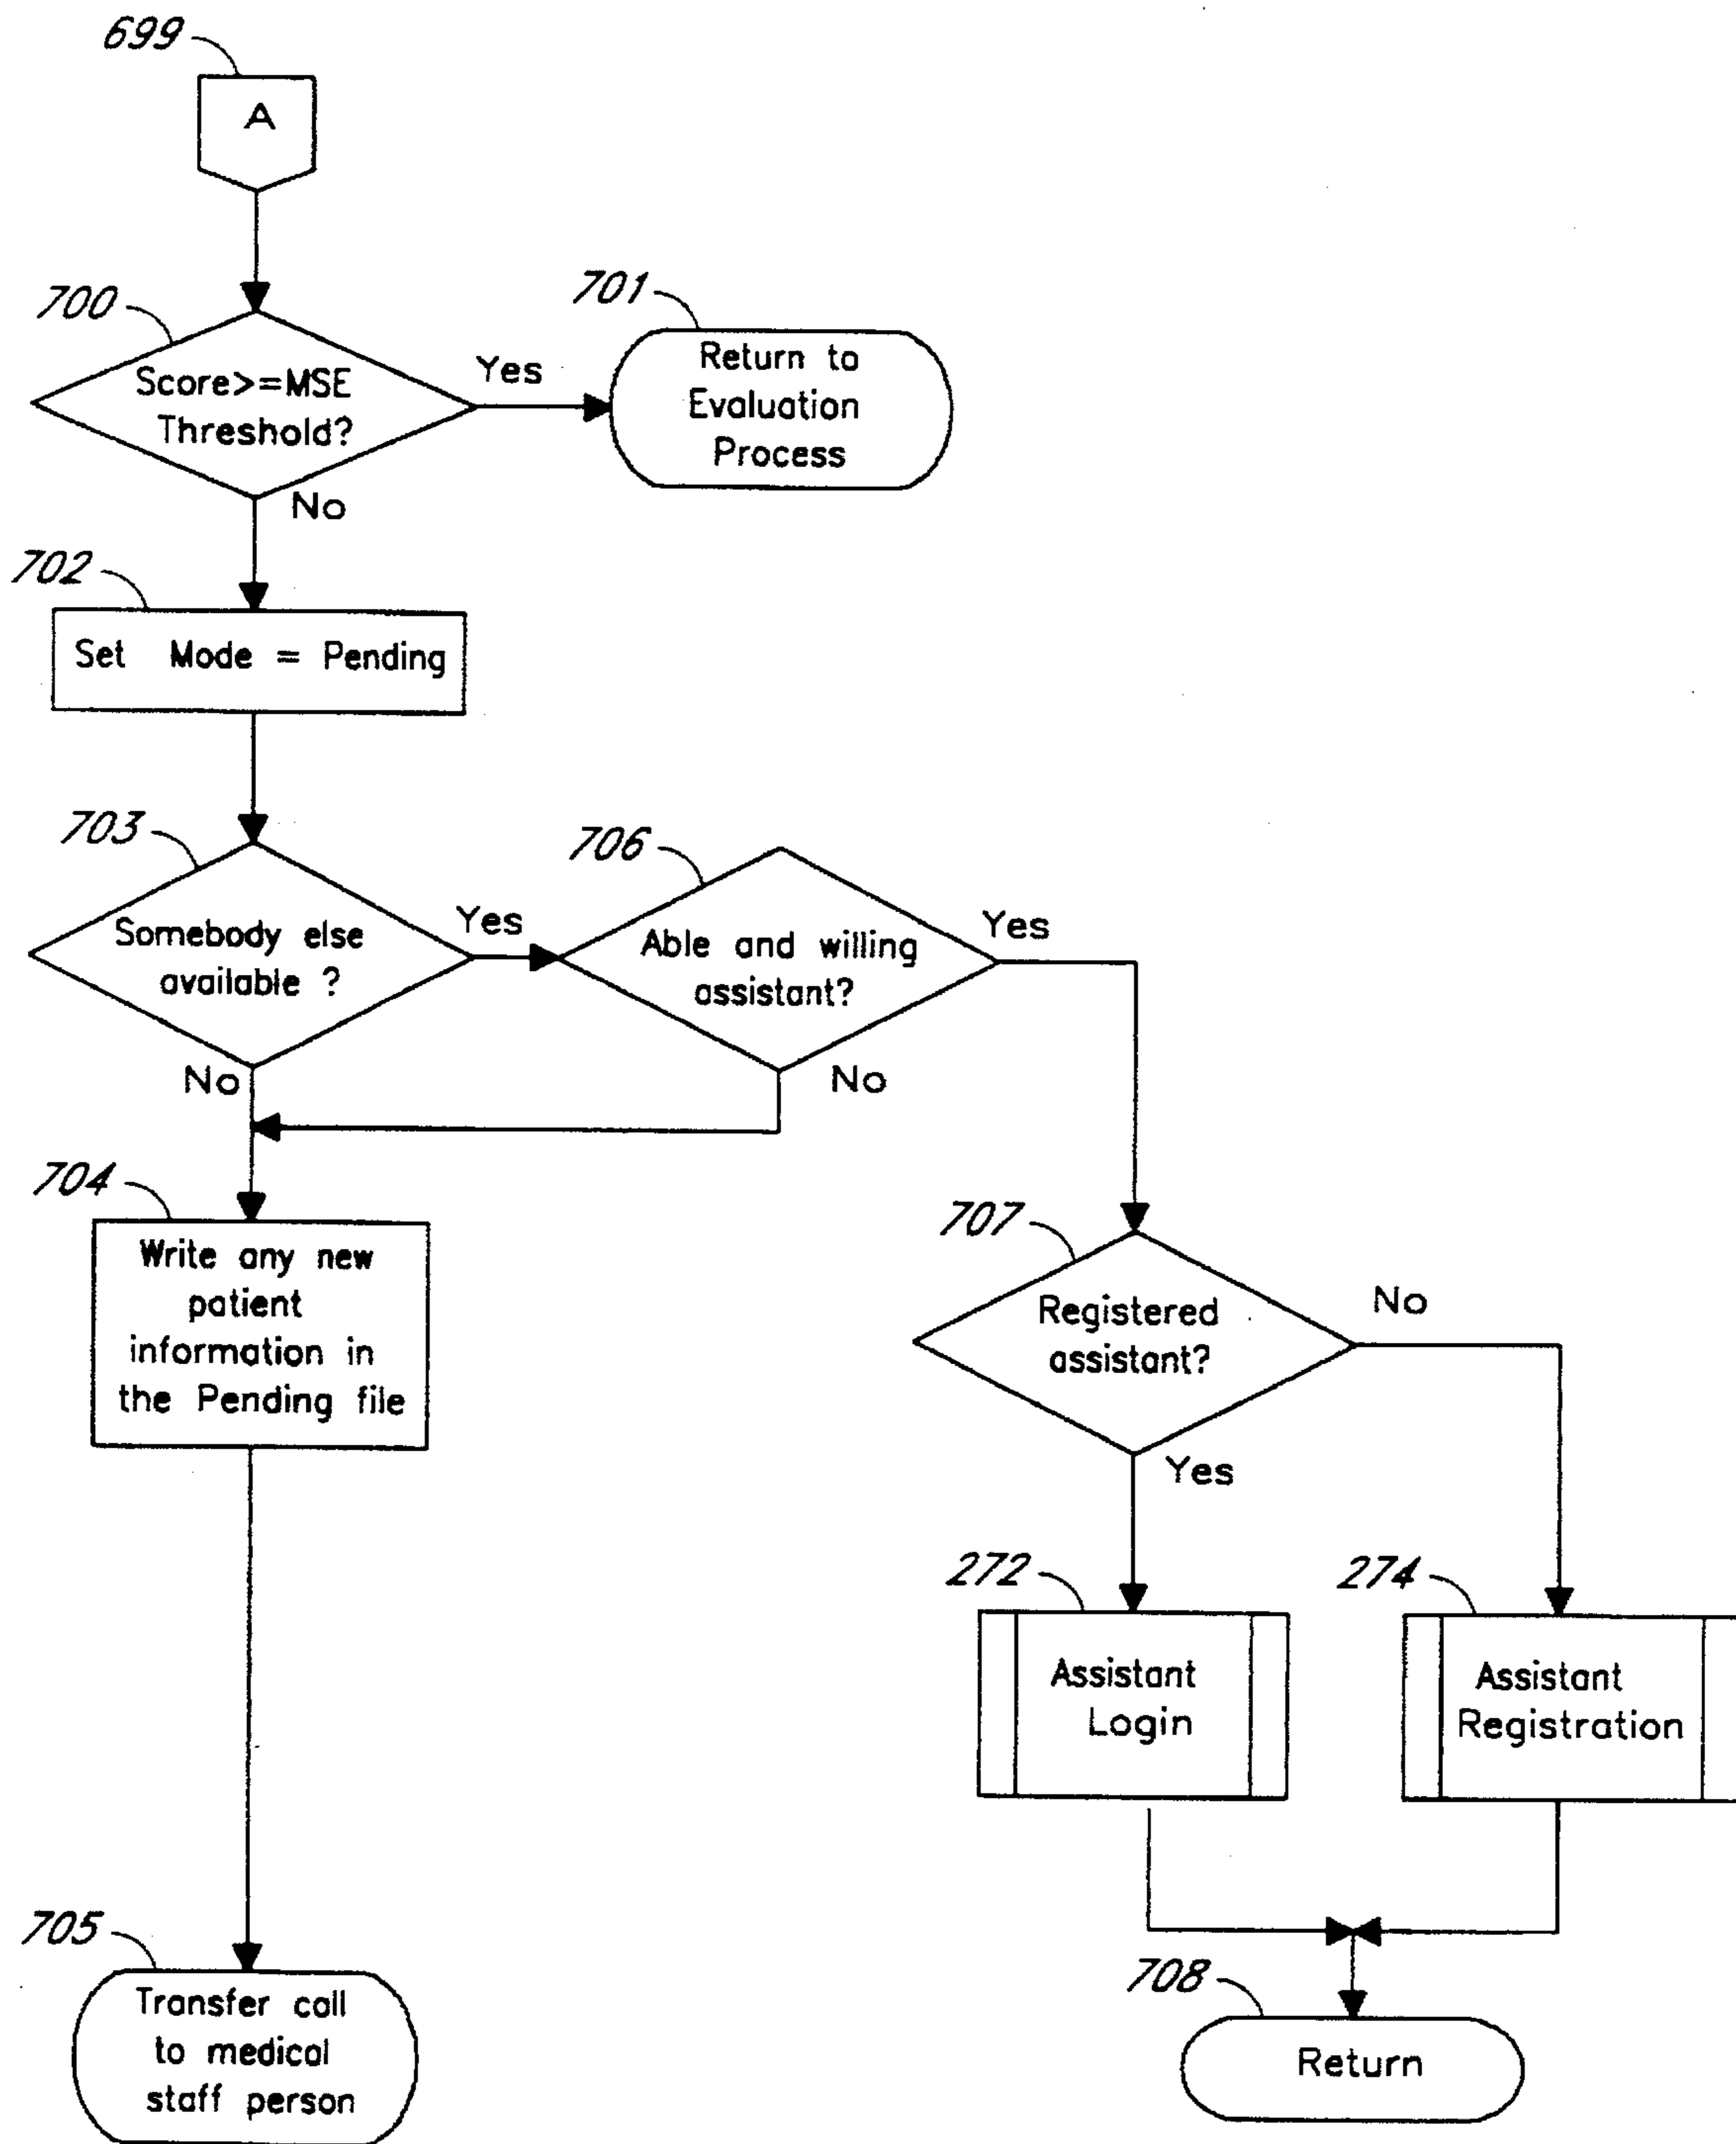 699
A
700
Score>=MSE
Threshold?
Yes
No
701
Return to
Evaluation
Process
702
Set Mode = Pending
703
Somebody else
available ?
Yes
No
706
Able and willing
assistant?
Yes
No
704
Write any new
patient
information in
the Pending file
707
Registered
assistant?
No
Yes
272
Assistant
Login
274
Assistant
Registration
705
Transfer call
to medical
staff person
708
Return